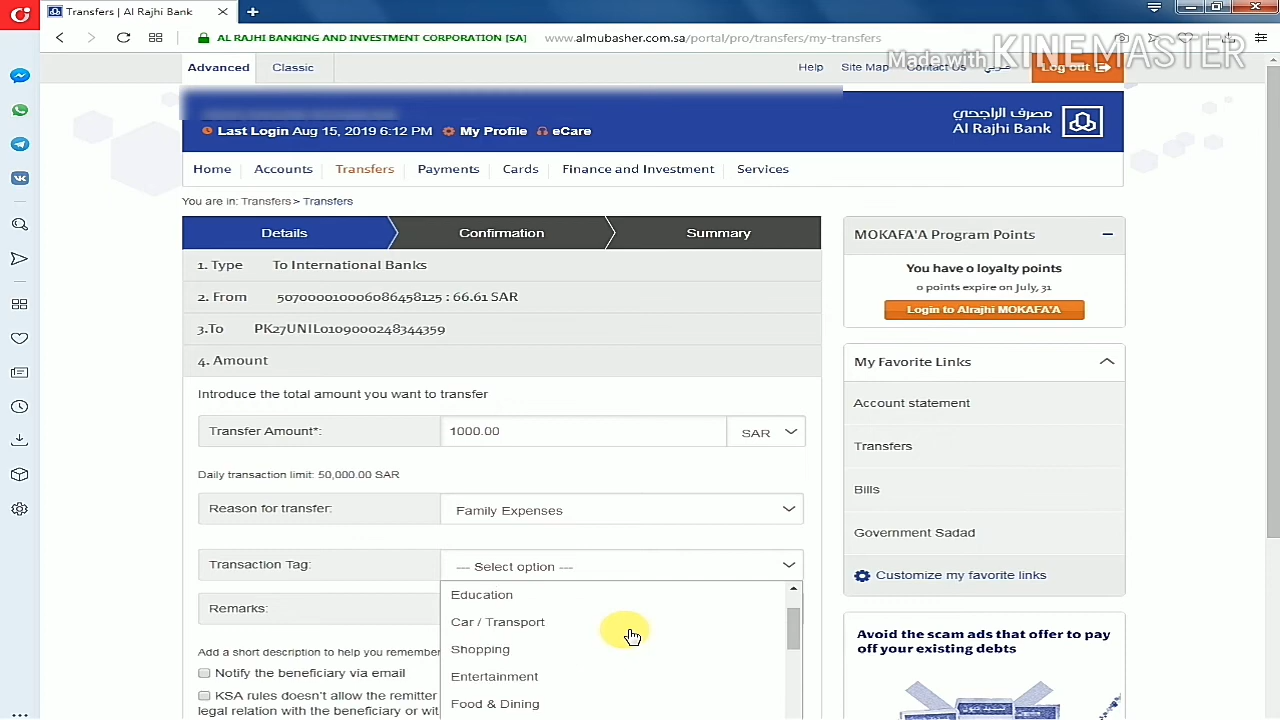 Transfers | Al Rajhi Bank
AL RAJHI BANKING AND INVESTMENT CORPORATION [SA]
www.almubasher.com.sa/portal/pro/transfers/my-transfers
Made with KINEMASTER
Advanced
Classic
Help
Site Map
Contact Us
عربي
Log out
Last Login Aug 15, 2019 6:12 PM
My Profile
eCare
مصرف الراجحي
Al Rajhi Bank
Home
Accounts
Transfers
Payments
Cards
Finance and Investment
Services
You are in: Transfers> Transfers
Details
Confirmation
Summary
1. Type To International Banks
2. From 507000010006086458125 : 66.61 SAR
3.To PK27UNIL0109000248344359
4. Amount
Introduce the total amount you want to transfer
Transfer Amount*: 1000.00 SAR
Daily transaction limit: 50,000.00 SAR
Reason for transfer: Family Expenses
Transaction Tag: --- Select option ---
Education
Car / Transport
Shopping
Entertainment
Food & Dining
Remarks:
Add a short description to help you remember
Notify the beneficiary via email
KSA rules doesn't allow the remitter
legal relation with the beneficiary or wit
MOKAFA'A Program Points
You have 0 loyalty points
0 points expire on July, 31
Login to Alrajhi MOKAFA'A
My Favorite Links
Account statement
Transfers
Bills
Government Sadad
Customize my favorite links
Avoid the scam ads that offer to pay
off your existing debts